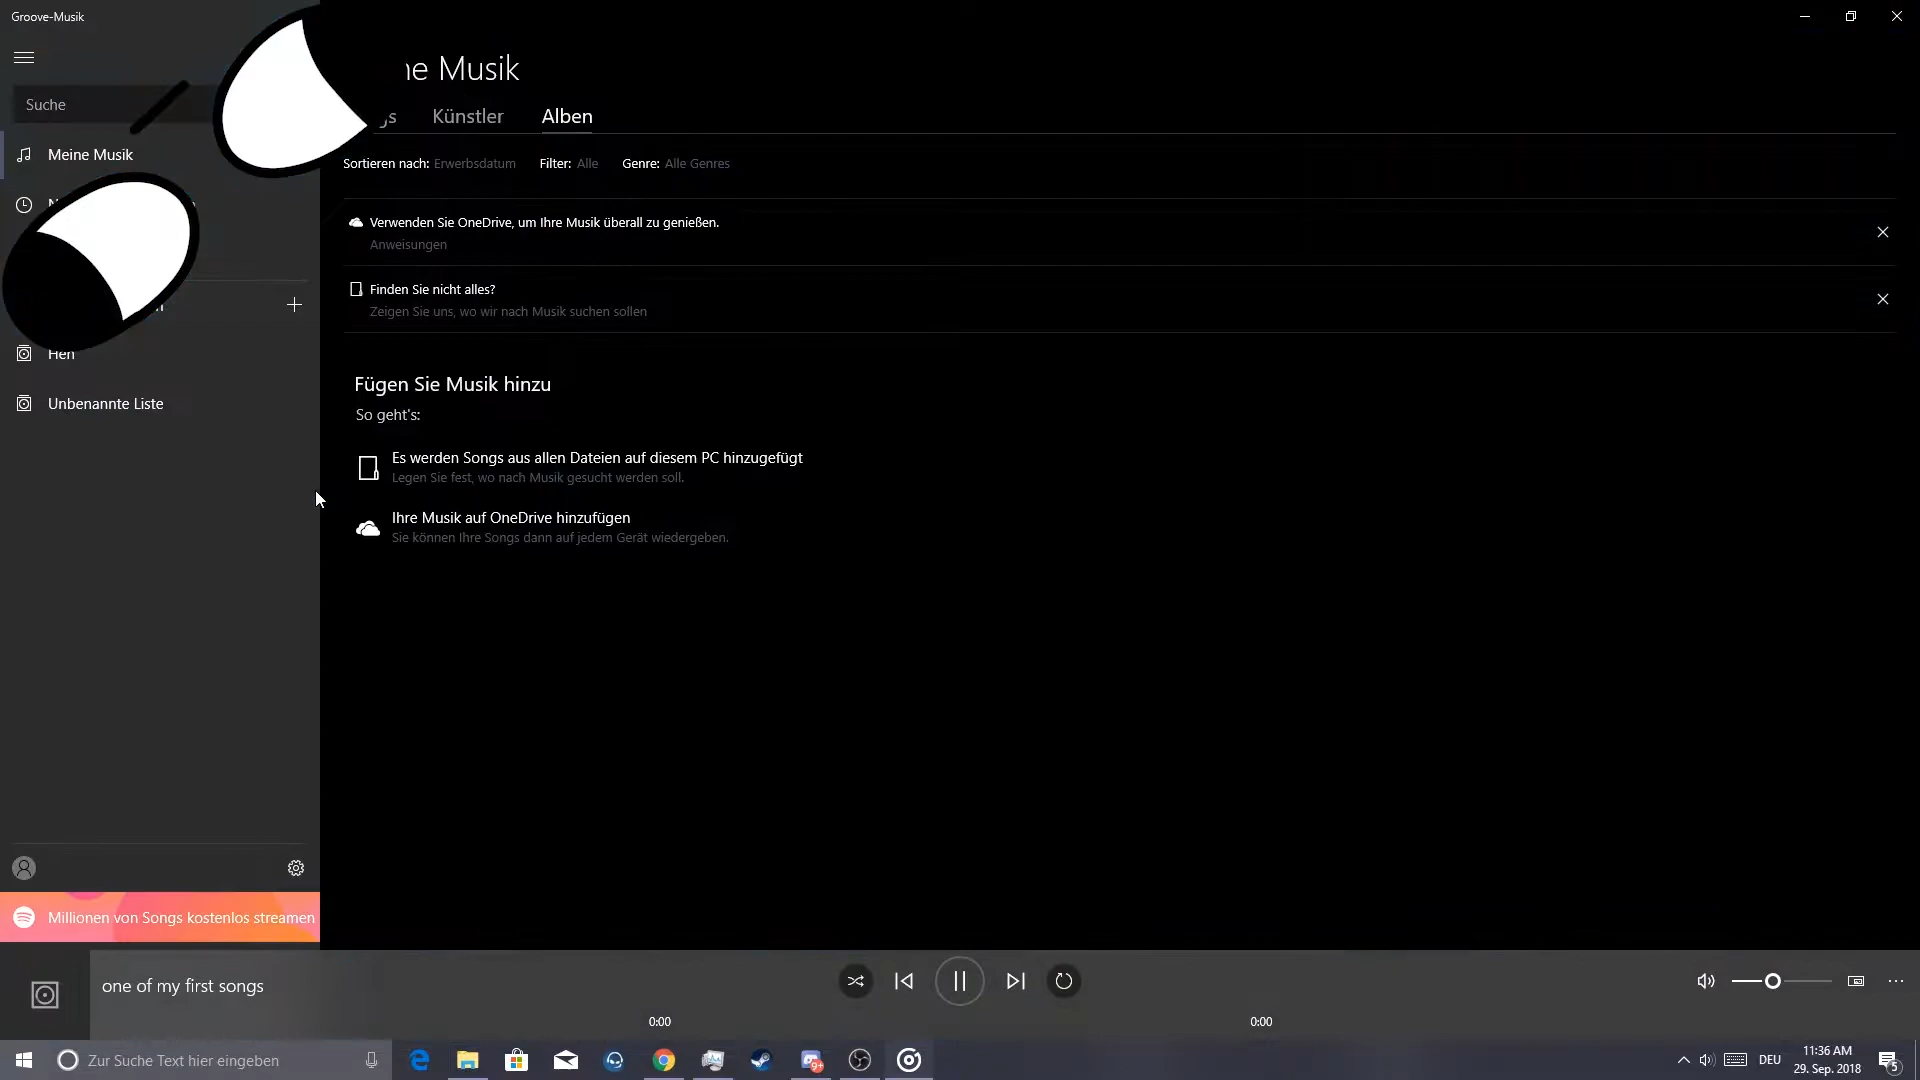 Groove-Musik
ne Musik
Suche
Künstler
Alben
Meine Musik
Sortieren nach: Erwerbsdatum
Filter: Alle
Genre: Alle Genres
Verwenden Sie OneDrive, um Ihre Musik überall zu genießen.
Anweisungen
Finden Sie nicht alles?
Zeigen Sie uns, wo wir nach Musik suchen sollen
Hen
Unbenannte Liste
Fügen Sie Musik hinzu
So geht's:
Es werden Songs aus allen Dateien auf diesem PC hinzugefügt
Legen Sie fest, wo nach Musik gesucht werden soll.
Ihre Musik auf OneDrive hinzufügen
Sie können Ihre Songs dann auf jedem Gerät wiedergeben.
Millionen von Songs kostenlos streamen
one of my first songs
0:00
0:00
Zur Suche Text hier eingeben
9+
DEU
11:36 AM
29. Sep. 2018
5